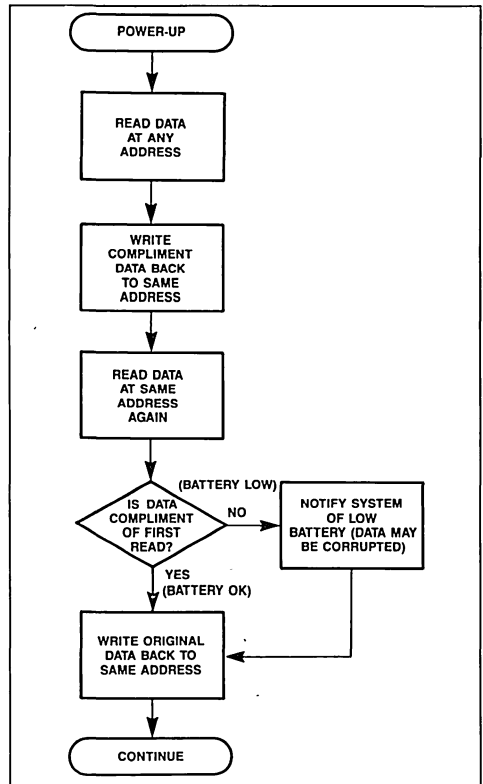 POWER-UP
READ DATA
AT ANY
ADDRESS
WRITE
COMPLIMENT
DATA BACK
TO SAME
ADDRESS
READ DATA
AT SAME
ADDRESS
AGAIN
IS DATA
COMPLIMENT
OF FIRST
READ?
(BATTERY LOW)
NO
NOTIFY SYSTEM
OF LOW
BATTERY (DATA MAY
BE CORRUPTED)
YES
(BATTERY OK)
WRITE ORIGINAL
DATA BACK TO
SAME ADDRESS
CONTINUE